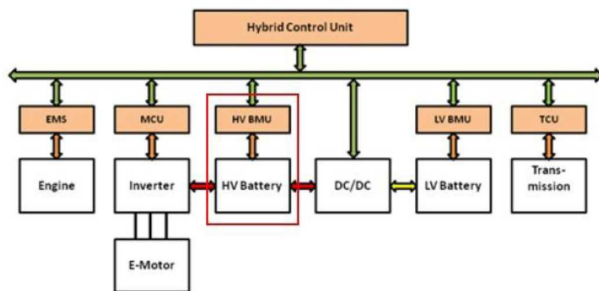 Hybrid Control Unit
EMS
MCU
HV BMU
LV BMU
TCU
Engine
Inverter
HV Battery
DC/DC
LV Battery
Trans-
mission
E-Motor